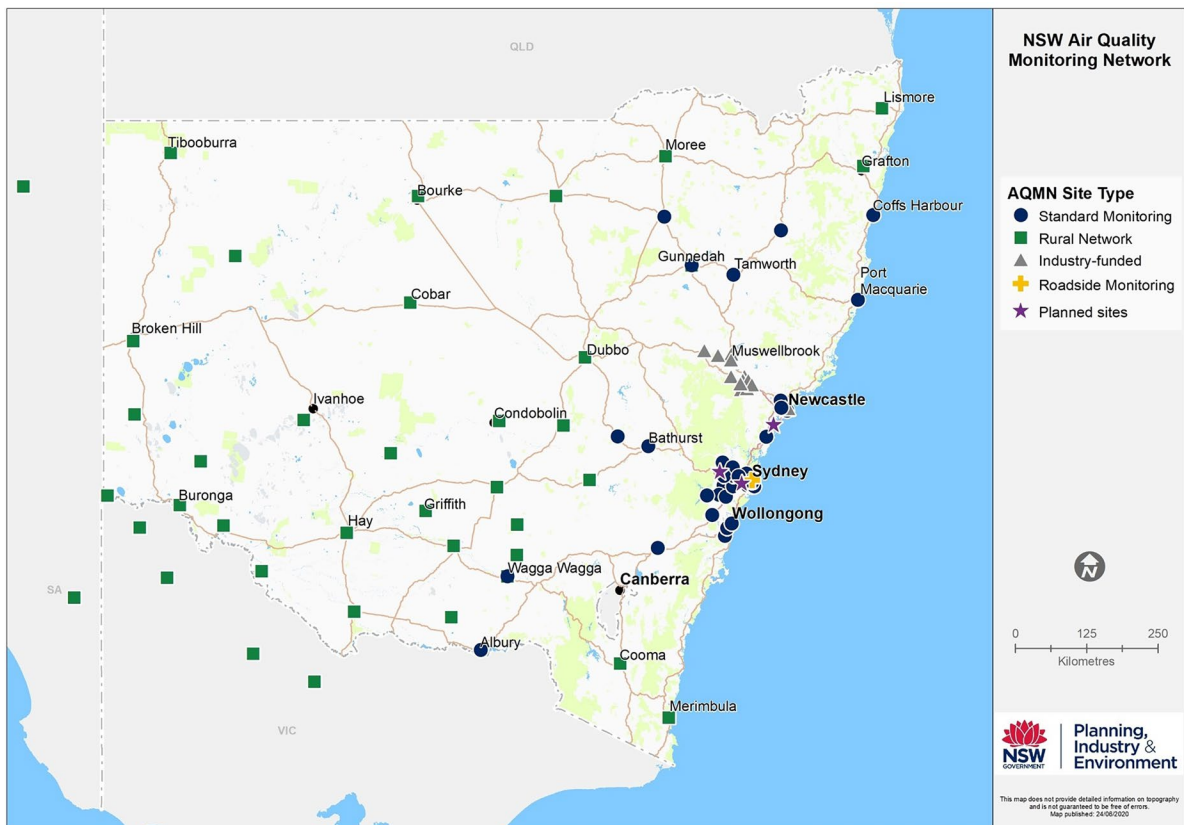 QLD
NSW Air Quality
Monitoring Network
Lismore
Tibooburra
Moree
Grafton
Bourke
Coffs Harbour
AQMN Site Type
Standard Monitoring
Rural Network
Industry-funded
Roadside Monitoring
Planned sites
Gunnedah
Tamworth
Port
Macquarie
Cobar
Broken Hill
Dubbo
Muswellbrook
Ivanhoe
Newcastle
Condobolin
Bathurst
Sydney
Buronga
Griffith
Hay
Wollongong
Wagga Wagga
Canberra
N
SA
Albury
Cooma
0 125 250
Kilometres
Merimbula
VIC
NSW
GOVERNMENT
Planning,
Industry &
Environment
This map does not provide detailed information on topography
and is not guaranteed to be free of errors.
Map published: 24/06/2020